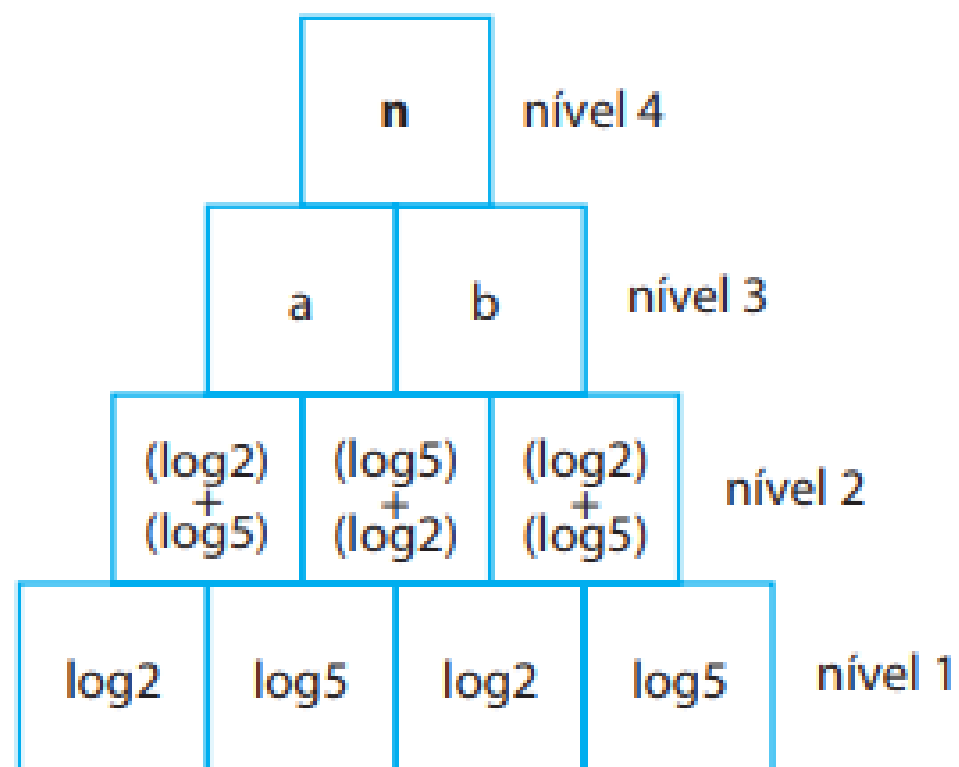 n nível 4
a b nível 3
(log2) (log5) (log2)
+ + +
(log5) (log2) (log5) nível 2
log2 log5 log2 log5 nível 1